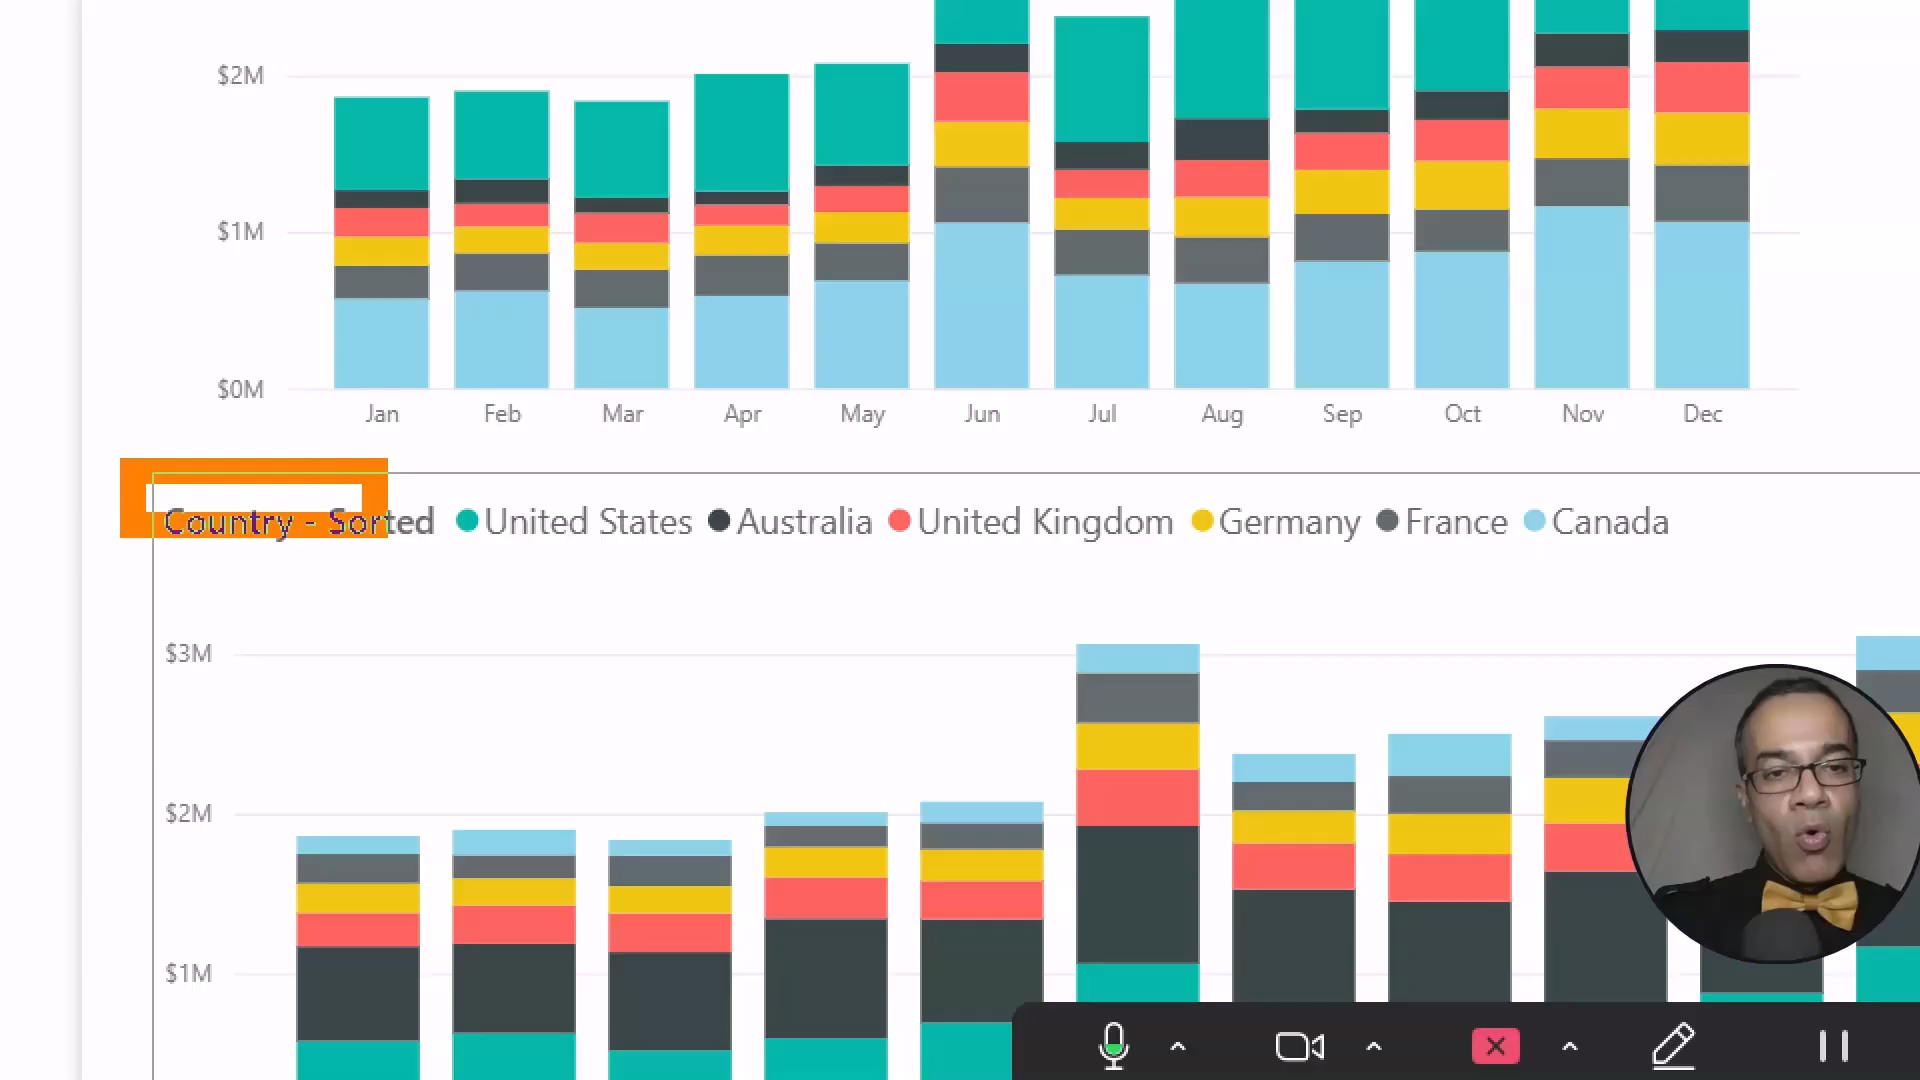 $2M
$1M
$0M
Jan Feb Mar Apr May Jun Jul Aug Sep Oct Nov Dec
Country - Sorted United States Australia United Kingdom Germany France Canada
$3M
$2M
$1M